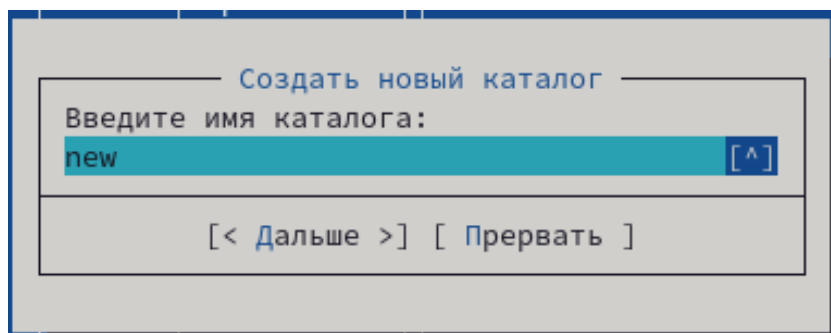 Создать новый каталог
Введите имя каталога:
new [^]
[< Дальше >] [ Прервать ]